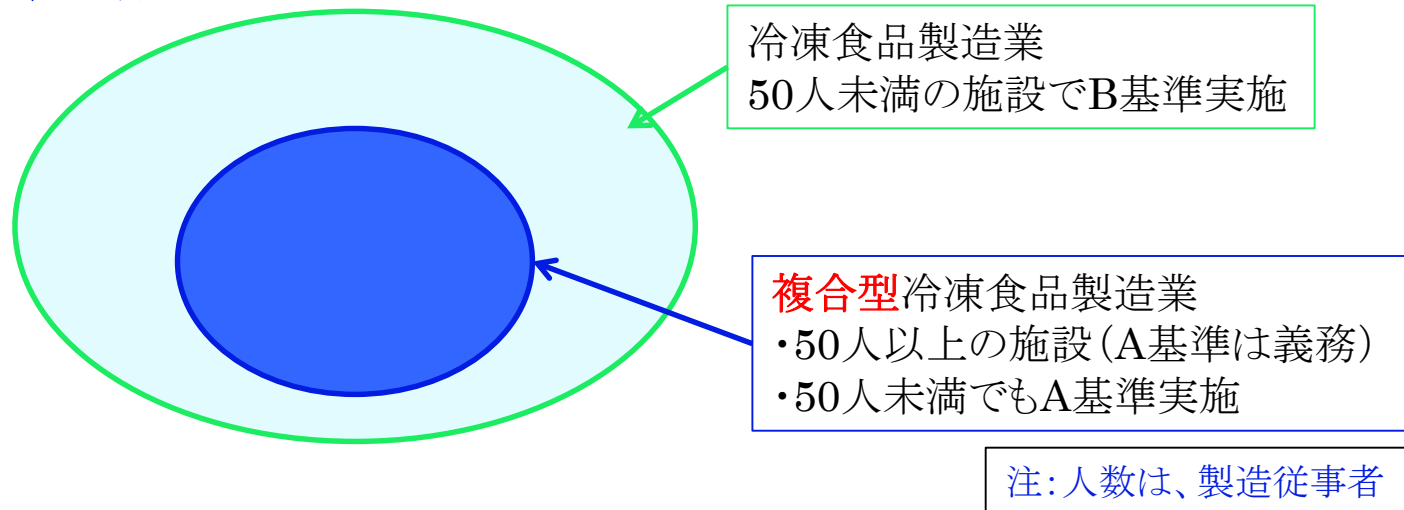 冷凍食品製造業
50人未満の施設でB基準実施
複合型冷凍食品製造業
・50人以上の施設(A基準は義務)
・50人未満でもA基準実施
注:人数は、製造従事者